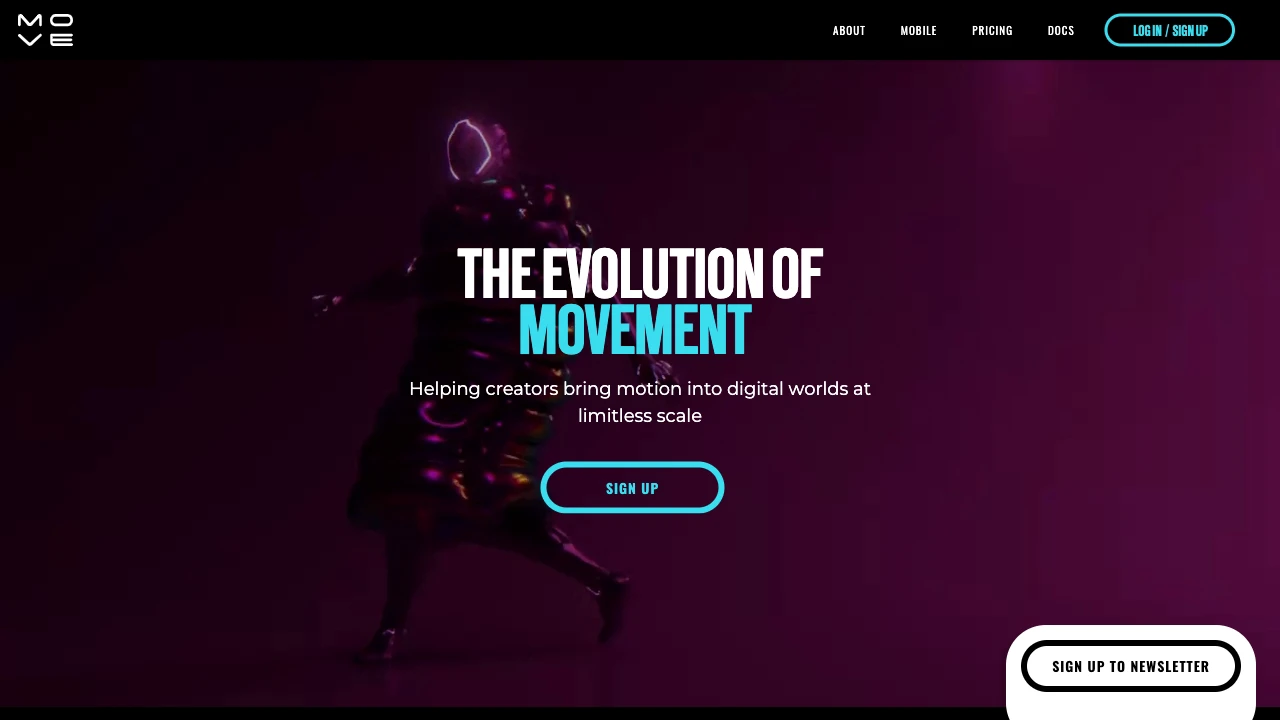 MO
VE
ABOUT
MOBILE
PRICING
DOCS
LOG IN / SIGN UP
THE EVOLUTION OF
MOVEMENT
Helping creators bring motion into digital worlds at
limitless scale
SIGN UP
SIGN UP TO NEWSLETTER